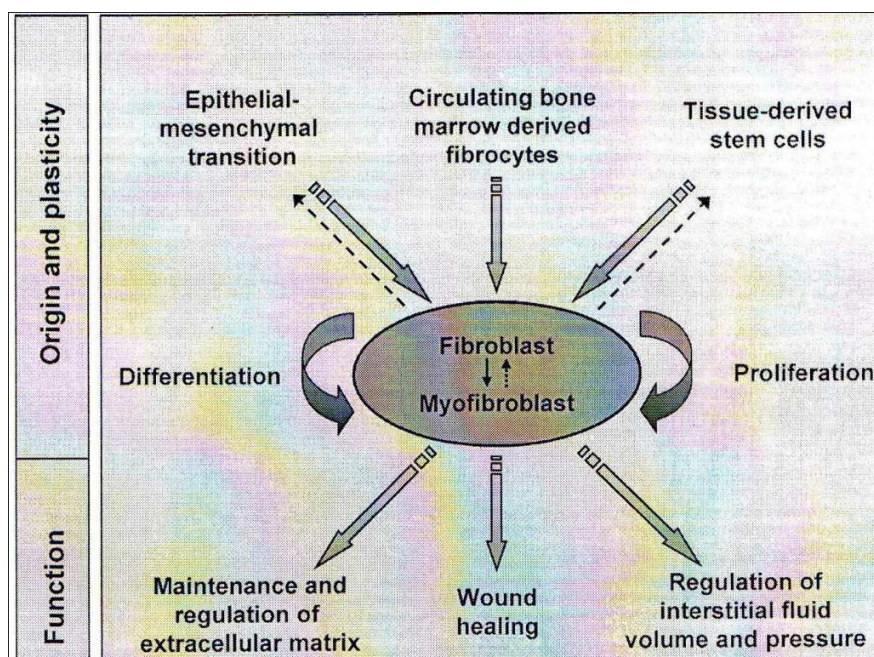 Origin and plasticity
Epithelial-
mesenchymal
transition
Circulating bone
marrow derived
fibrocytes
Tissue-derived
stem cells
Differentiation
Fibroblast
Myofibroblast
Proliferation
Function
Maintenance and
regulation of
extracellular matrix
Wound
healing
Regulation of
interstitial fluid
volume and pressure